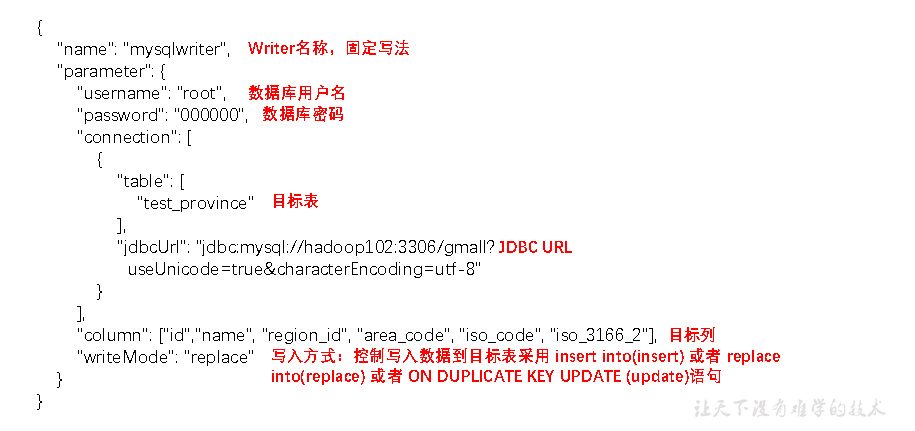 {
"name": "mysqlwriter", Writer名称，固定写法
"parameter": {
"username": "root", 数据库用户名
"password": "000000", 数据库密码
"connection": [
{
"table": [
"test_province" 目标表
],
"jdbcUrl": "jdbc:mysql://hadoop102:3306/gmall? JDBC URL
useUnicode=true&characterEncoding=utf-8"
}
],
"column": ["id","name", "region_id", "area_code", "iso_code", "iso_3166_2"], 目标列
"writeMode": "replace" 写入方式：控制写入数据到目标表采用 insert into(insert) 或者 replace
} into(replace) 或者 ON DUPLICATE KEY UPDATE (update)语句
}
让天下没有难学的技术